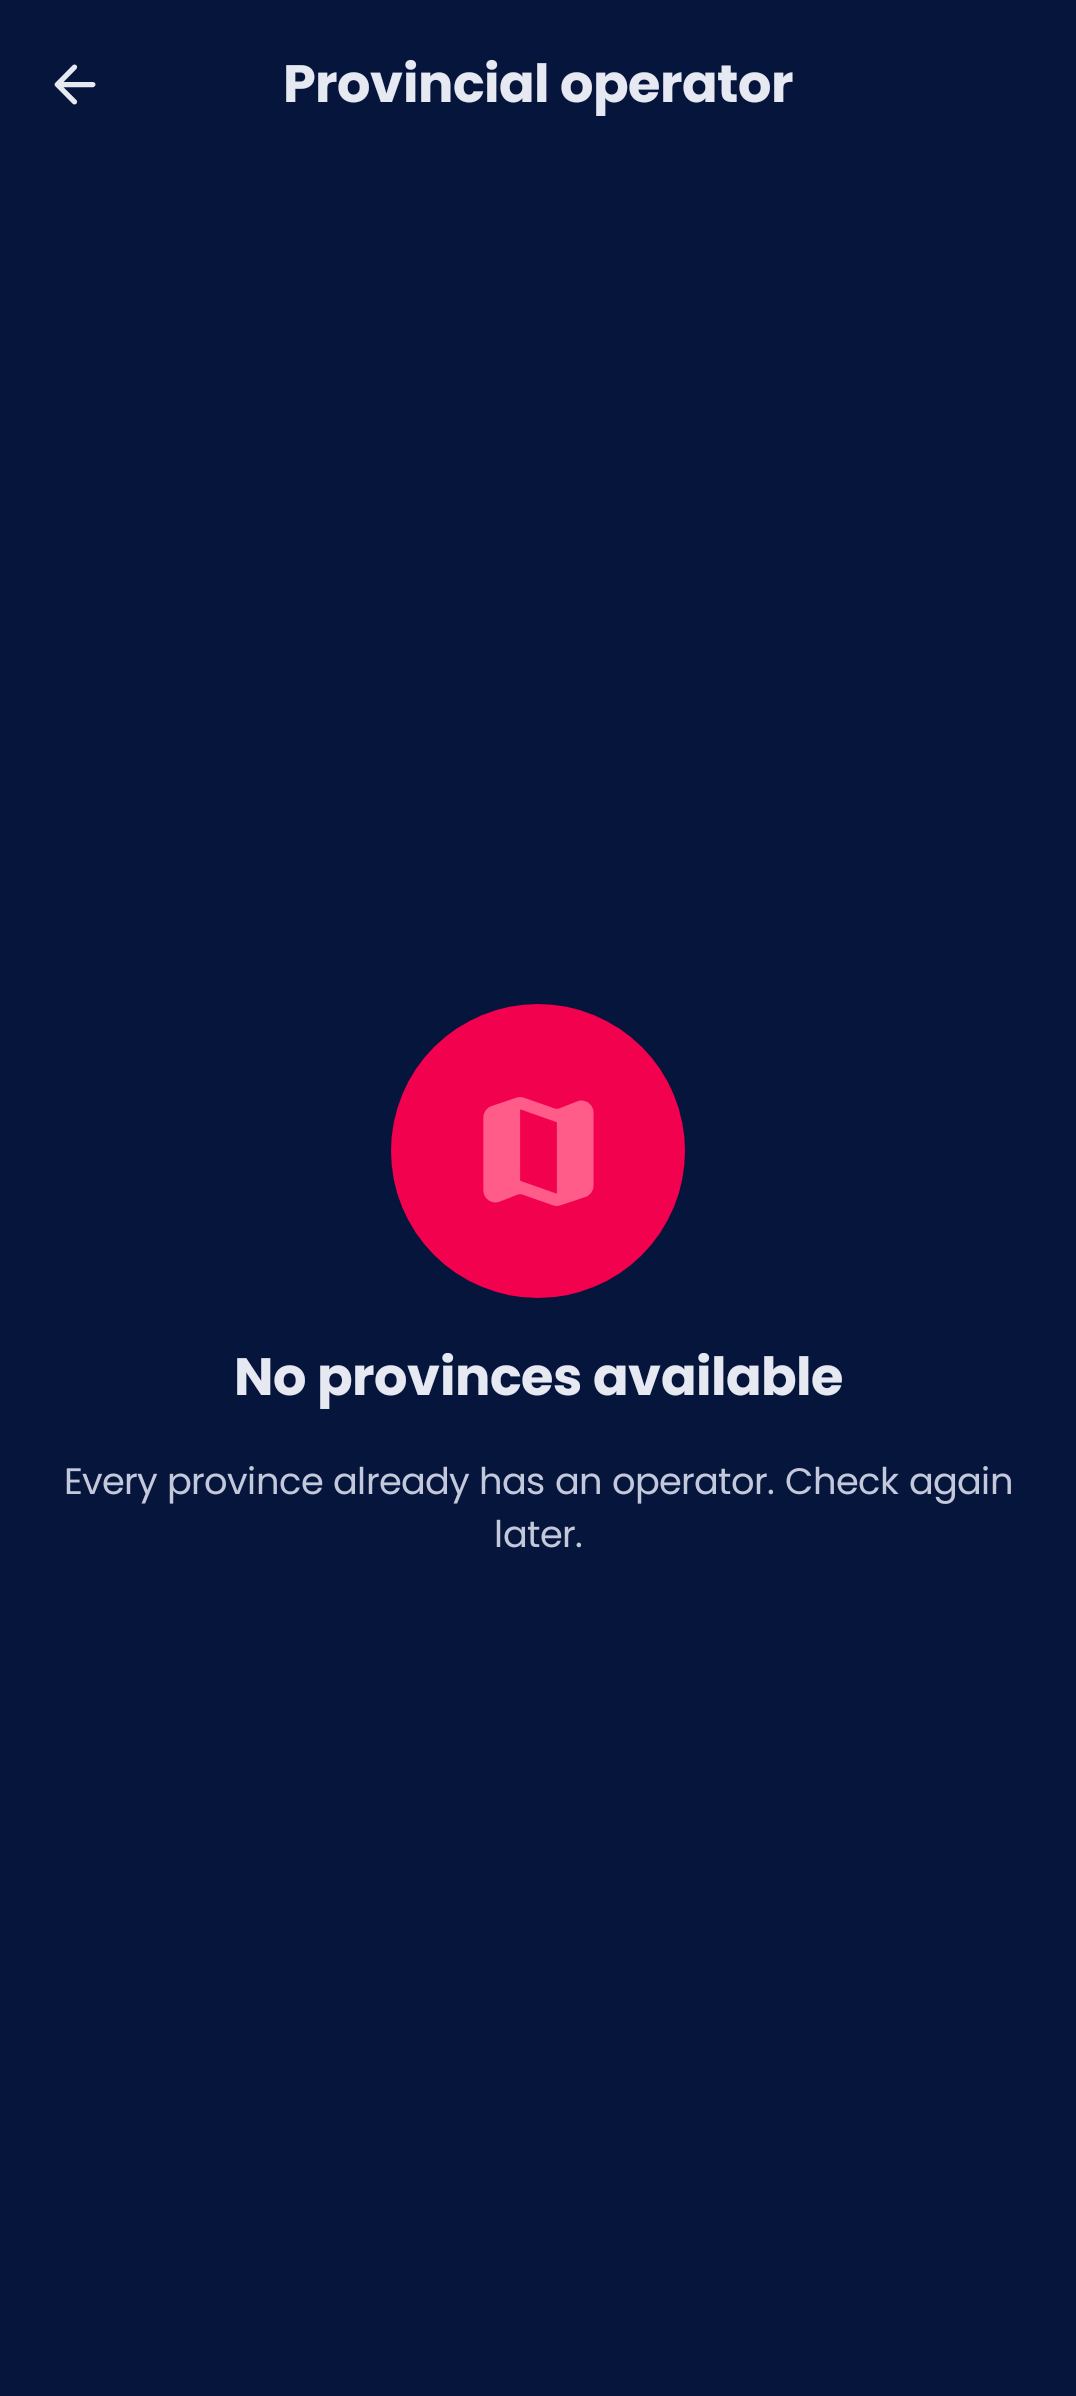 Provincial operator
No provinces available
Every province already has an operator. Check again
later.